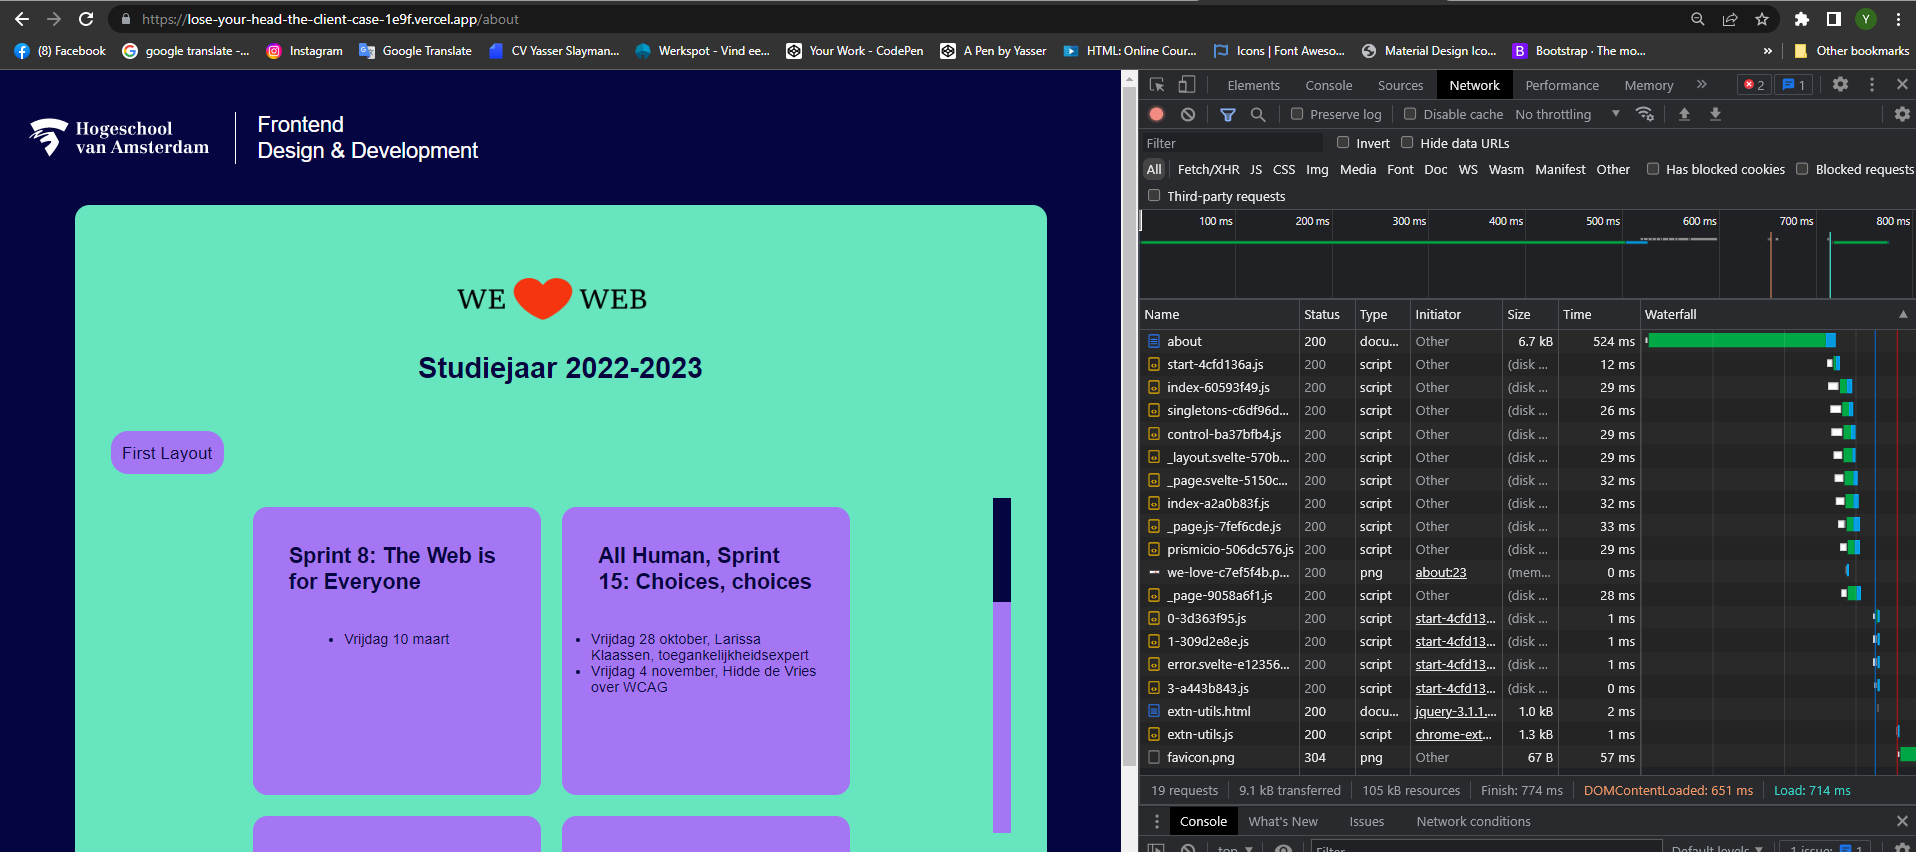 https://lose-your-head-the-client-case-1e9f.vercel.app/about
Y
(8) Facebook
google translate -...
Instagram
Google Translate
CV Yasser Slayman...
Werkspot - Vind ee...
Your Work - CodePen
A Pen by Yasser
HTML: Online Cour...
Icons | Font Aweso...
Material Design Ico...
Bootstrap · The mo...
»
Other bookmarks
Hogeschool
van Amsterdam
Frontend
Design & Development
WE WEB
Studiejaar 2022-2023
First Layout
Sprint 8: The Web is
for Everyone
Vrijdag 10 maart
All Human, Sprint
15: Choices, choices
Vrijdag 28 oktober, Larissa
Klaassen, toegankelijkheidsexpert
Vrijdag 4 november, Hidde de Vries
over WCAG
Elements Console Sources Network Performance Memory » 2 1
Preserve log Disable cache No throttling
Filter Invert Hide data URLs
All Fetch/XHR JS CSS Img Media Font Doc WS Wasm Manifest Other Has blocked cookies Blocked requests
Third-party requests
100 ms 200 ms 300 ms 400 ms 500 ms 600 ms 700 ms 800 ms
Name Status Type Initiator Size Time Waterfall
about 200 docu... Other 6.7 kB 524 ms
start-4cfd136a.js 200 script Other (disk ... 12 ms
index-60593f49.js 200 script Other (disk ... 29 ms
singletons-c6df96d... 200 script Other (disk ... 26 ms
control-ba37bfb4.js 200 script Other (disk ... 29 ms
_layout.svelte-570b... 200 script Other (disk ... 29 ms
_page.svelte-5150c... 200 script Other (disk ... 32 ms
index-a2a0b83f.js 200 script Other (disk ... 32 ms
_page.js-7fef6cde.js 200 script Other (disk ... 33 ms
prismicio-506dc576.js 200 script Other (disk ... 29 ms
we-love-c7ef5f4b.p... 200 png about:23 (mem... 0 ms
_page-9058a6f1.js 200 script Other (disk ... 28 ms
0-3d363f95.js 200 script start-4cfd13... (disk ... 1 ms
1-309d2e8e.js 200 script start-4cfd13... (disk ... 1 ms
error.svelte-e12356... 200 script start-4cfd13... (disk ... 1 ms
3-a443b843.js 200 script start-4cfd13... (disk ... 0 ms
extn-utils.html 200 docu... jquery-3.1.1.... 1.0 kB 2 ms
extn-utils.js 200 script chrome-ext... 1.3 kB 1 ms
favicon.png 304 png Other 67 B 57 ms
19 requests 9.1 kB transferred 105 kB resources Finish: 774 ms DOMContentLoaded: 651 ms Load: 714 ms
Console What's New Issues Network conditions
top Filter Default levels 1 issue: 1